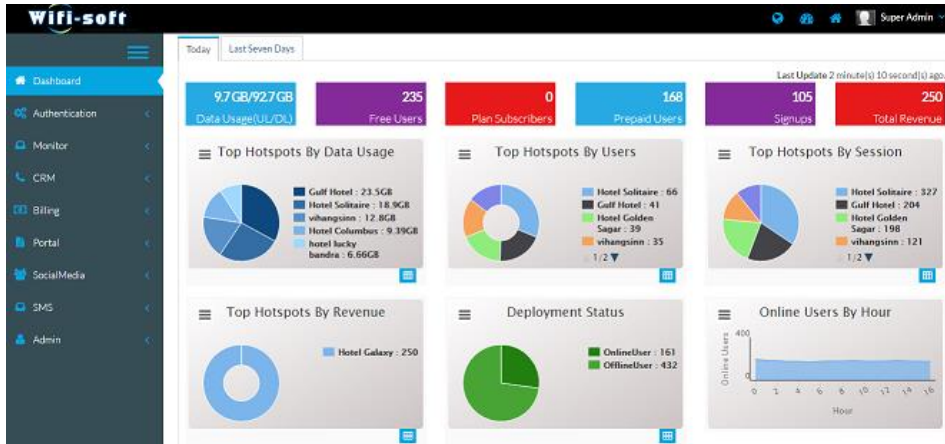 Wifi-soft
Super Admin
Today
Last Seven Days
Last Update 2 minute(s) 10 second(s) ago.
Dashboard
Authentication
Monitor
CRM
Billing
Portal
SocialMedia
SMS
Admin
9.7 GB/92.7 GB
Data Usage(UL/DL)
235
Free Users
0
Plan Subscribers
168
Prepaid Users
105
Signups
250
Total Revenue
Top Hotspots By Data Usage
Gulf Hotel : 23.5GB
Hotel Solitaire : 18.9GB
vihangsinn : 12.8GB
Hotel Columbus : 9.39GB
hotel lucky
bandra : 6.66GB
Top Hotspots By Users
Hotel Solitaire : 66
Gulf Hotel : 41
Hotel Golden
Sagar : 39
vihangsinn : 35
1/2
Top Hotspots By Session
Hotel Solitaire : 327
Gulf Hotel : 204
Hotel Golden
Sagar : 198
vihangsinn : 121
1/2
Top Hotspots By Revenue
Hotel Galaxy : 250
Deployment Status
OnlineUser : 161
OfflineUser : 432
Online Users By Hour
Online Users
400
0
0 2 4 6 8 10 12 14 16
Hour